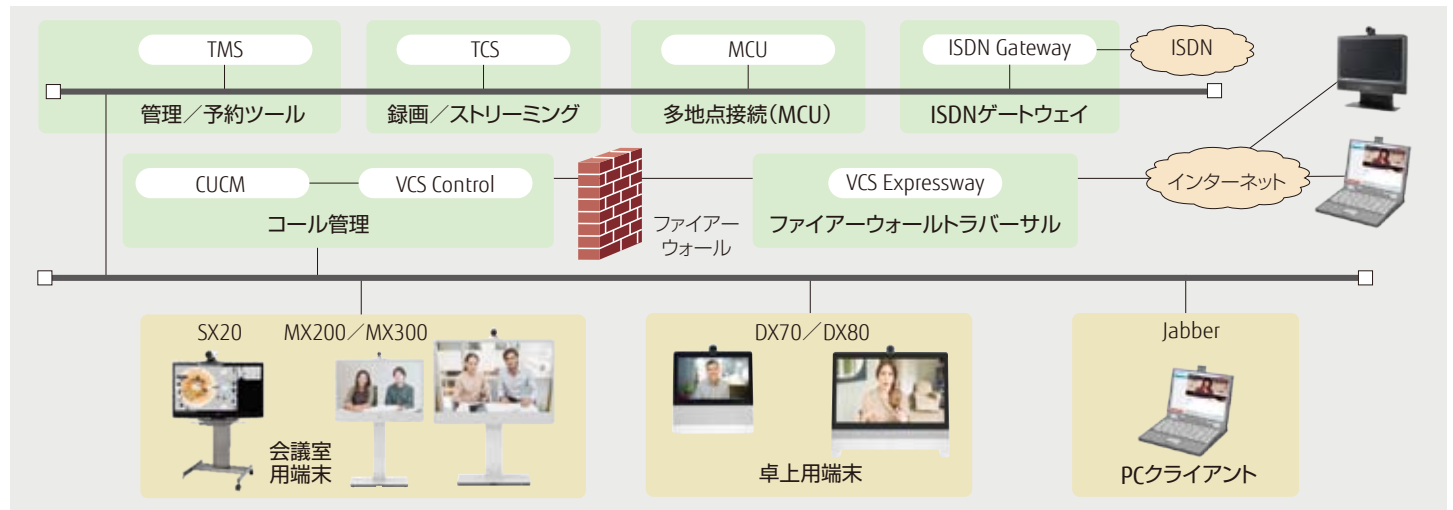 TMS
TCS
MCU
ISDN Gateway
ISDN
管理／予約ツール
録画／ストリーミング
多地点接続(MCU)
ISDNゲートウェイ
CUCM
VCS Control
コール管理
ファイアー
ウォール
VCS Expressway
ファイアーウォールトラバーサル
インターネット
SX20
MX200／MX300
会議室
用端末
DX70／DX80
卓上用端末
Jabber
PCクライアント